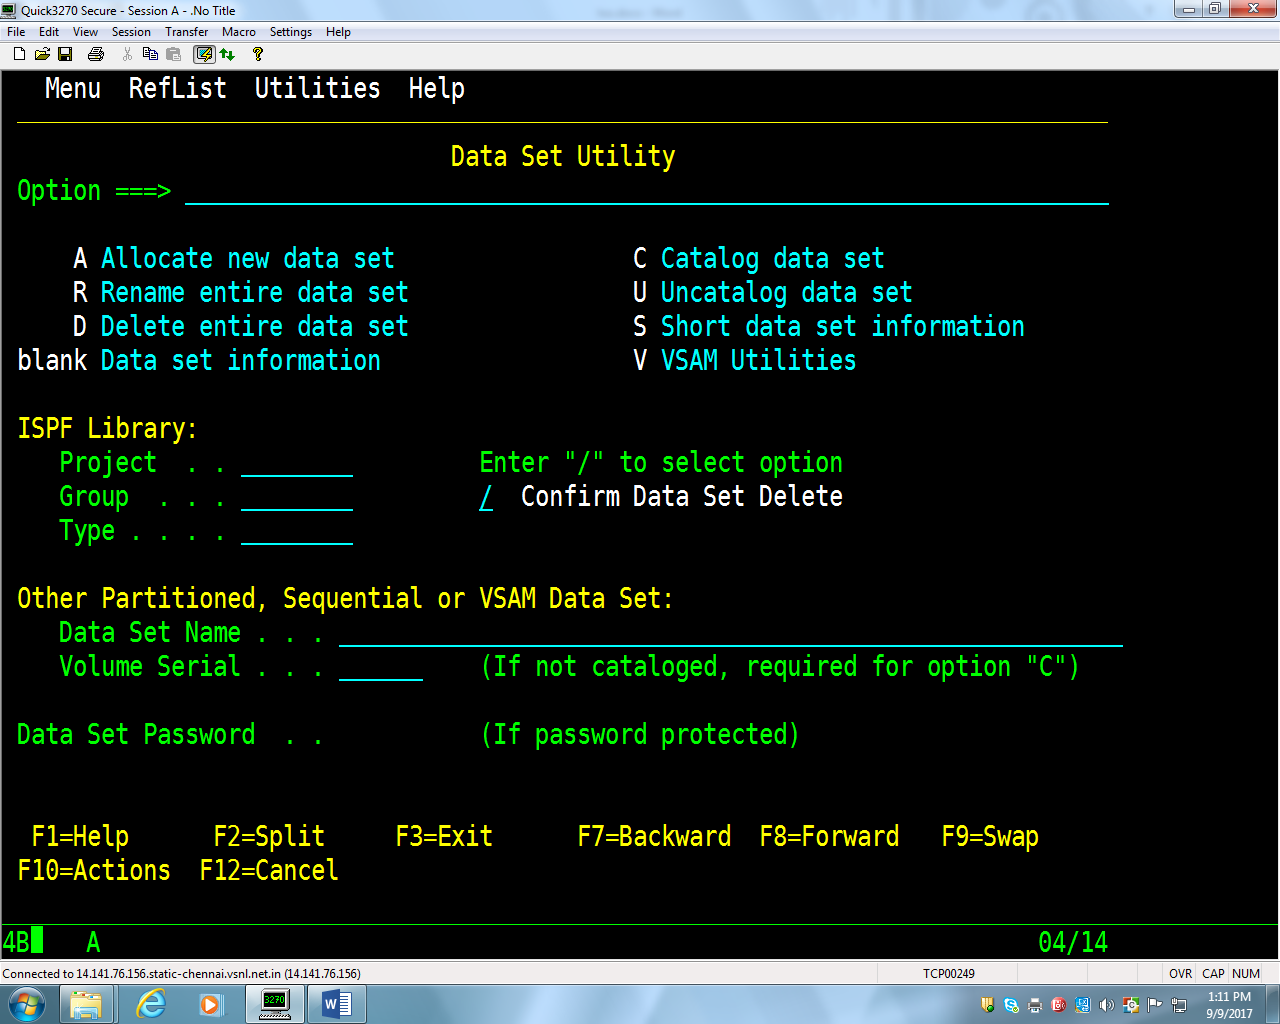 Quick3270 Secure - Session A - .No Title
File Edit View Session Transfer Macro Settings Help
Menu RefList Utilities Help
Data Set Utility
Option ===>
A Allocate new data set C Catalog data set
R Rename entire data set U Uncatalog data set
D Delete entire data set S Short data set information
blank Data set information V VSAM Utilities
ISPF Library:
Project . . Enter "/" to select option
Group . . . / Confirm Data Set Delete
Type . . . .
Other Partitioned, Sequential or VSAM Data Set:
Data Set Name . . .
Volume Serial . . . (If not cataloged, required for option "C")
Data Set Password . . (If password protected)
F1=Help F2=Split F3=Exit F7=Backward F8=Forward F9=Swap
F10=Actions F12=Cancel
4B A 04/14
Connected to 14.141.76.156.static-chennai.vsnl.net.in (14.141.76.156) TCP00249 OVR CAP NUM
3270
W
1:11 PM
9/9/2017